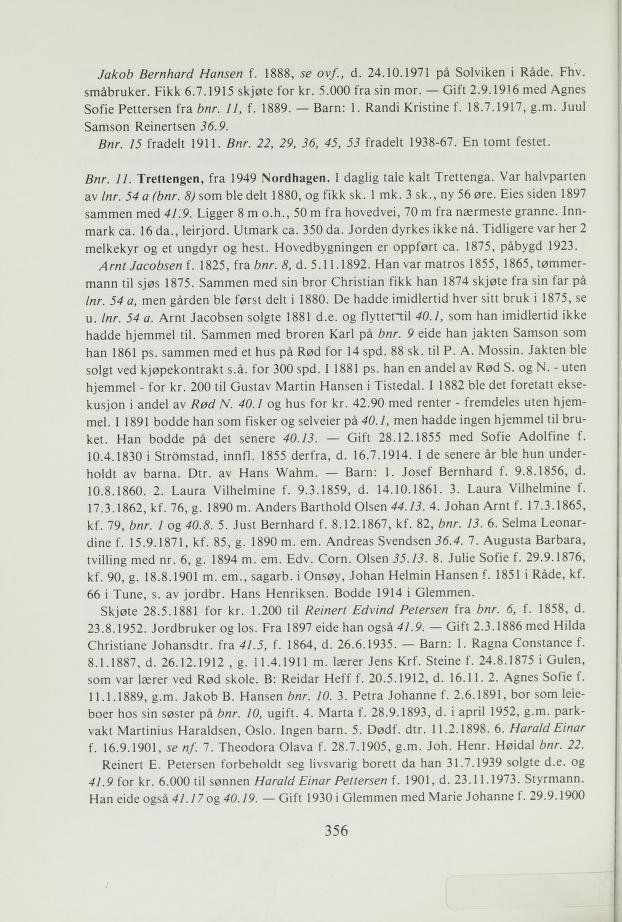 Jakob Bernhard Hansen f. 1888, se ovf., d. 24.10.1971 på Solviken i Råde. Fhv.
småbruker. Fikk 6.7.1915 skjøte for kr. 5.000 fra sin mor. — Gift 2.9.1916 med Agnes
Sofie Pettersen fra bnr. 11, f. 1889. — Barn: 1. Randi Kristine f. 18.7.1917, g.m. Juul
Samson Reinertsen 36.9.
Bnr. 15 fradelt 1911. Bnr. 22, 29, 36, 45, 53 fradelt 1938-67. En tomt festet.
Bnr. 11. Trettengen, fra 1949 Nordhagen. I daglig tale kalt Trettenga. Var halvparten
av lnr. 54 a (bnr. 8) som ble delt 1880, og fikk sk. 1 mk. 3 sk., ny 56 øre. Eies siden 1897
sammen med 41.9. Ligger 8 m o.h., 50 m fra hovedvei, 70 m fra nærmeste granne. Inn-
mark ca. 16 da., leirjord. Utmark ca. 350 da. Jorden dyrkes ikke nå. Tidligere var her 2
melkekyr og et ungdyr og hest. Hovedbygningen er oppført ca. 1875, påbygd 1923.
Arnt Jacobsen f. 1825, fra bnr. 8, d. 5.11.1892. Han var matros 1855, 1865, tømmer-
mann til sjøs 1875. Sammen med sin bror Christian fikk han 1874 skjøte fra sin far på
lnr. 54 a, men gården ble først delt i 1880. De hadde imidlertid hver sitt bruk i 1875, se
u. lnr. 54 a. Arnt Jacobsen solgte 1881 d.e. og flyttet til 40.1, som han imidlertid ikke
hadde hjemmel til. Sammen med broren Karl på bnr. 9 eide han jakten Samson som
han 1861 ps. sammen med et hus på Rød for 14 spd. 88 sk. til P. A. Mossin. Jakten ble
solgt ved kjøpekontrakt s.å. for 300 spd. I 1881 ps. han en andel av Rød S. og N. - uten
hjemmel - for kr. 200 til Gustav Martin Hansen i Tistedal. I 1882 ble det foretatt ekse-
kusjon i andel av Rød N. 40.1 og hus for kr. 42.90 med renter - fremdeles uten hjem-
mel. I 1891 bodde han som fisker og selveier på 40.1, men hadde ingen hjemmel til bru-
ket. Han bodde på det senere 40.13. — Gift 28.12.1855 med Sofie Adolfine f.
10.4.1830 i Strömstad, innfl. 1855 derfra, d. 16.7.1914. I de senere år ble hun under-
holdt av barna. Dtr. av Hans Wahm. — Barn: 1. Josef Bernhard f. 9.8.1856, d.
10.8.1860. 2. Laura Vilhelmine f. 9.3.1859, d. 14.10.1861. 3. Laura Vilhelmine f.
17.3.1862, kf. 76, g. 1890 m. Anders Barthold Olsen 44.13. 4. Johan Arnt f. 17.3.1865,
kf. 79, bnr. 1 og 40.8. 5. Just Bernhard f. 8.12.1867, kf. 82, bnr. 13. 6. Selma Leonar-
dine f. 15.9.1871, kf. 85, g. 1890 m. em. Andreas Svendsen 36.4. 7. Augusta Barbara,
tvilling med nr. 6, g. 1894 m. em. Edv. Corn. Olsen 35.13. 8. Julie Sofie f. 29.9.1876,
kf. 90, g. 18.8.1901 m. em., sagarb. i Onsøy, Johan Helmin Hansen f. 1851 i Råde, kf.
66 i Tune, s. av jordbr. Hans Henriksen. Bodde 1914 i Glemmen.
Skjøte 28.5.1881 for kr. 1.200 til Reinert Edvind Petersen fra bnr. 6, f. 1858, d.
23.8.1952. Jordbruker og los. Fra 1897 eide han også 41.9. — Gift 2.3.1886 med Hilda
Christiane Johansdtr. fra 41.5, f. 1864, d. 26.6.1935. — Barn: 1. Ragna Constance f.
8.1.1887, d. 26.12.1912 , g. 11.4.1911 m. lærer Jens Krf. Steine f. 24.8.1875 i Gulen,
som var lærer ved Rød skole. B: Reidar Heff f. 20.5.1912, d. 16.11. 2. Agnes Sofie f.
11.1.1889, g.m. Jakob B. Hansen bnr. 10. 3. Petra Johanne f. 2.6.1891, bor som leie-
boer hos sin søster på bnr. 10, ugift. 4. Marta f. 28.9.1893, d. i april 1952, g.m. park-
vakt Martinius Haraldsen, Oslo. Ingen barn. 5. Dødf. dtr. 11.2.1898. 6. Harald Einar
f. 16.9.1901, se nf. 7. Theodora Olava f. 28.7.1905, g.m. Joh. Henr. Høidal bnr. 22.
Reinert E. Petersen forbeholdt seg livsvarig borett da han 31.7.1939 solgte d.e. og
41.9 for kr. 6.000 til sønnen Harald Einar Pettersen f. 1901, d. 23.11.1973. Styrmann.
Han eide også 41.17 og 40.19. — Gift 1930 i Glemmen med Marie Johanne f. 29.9.1900
356